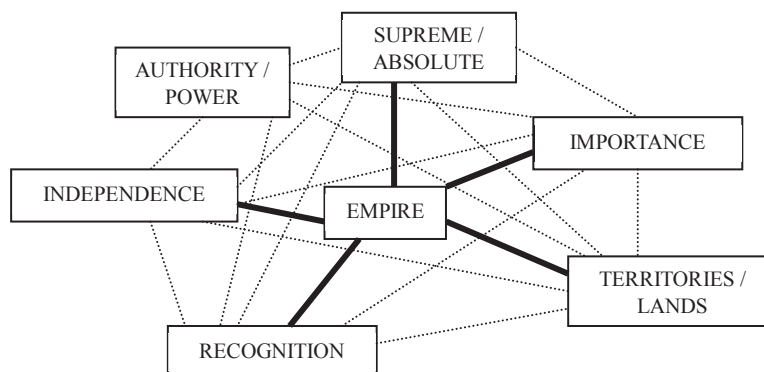 SUPREME /
ABSOLUTE
AUTHORITY /
POWER
IMPORTANCE
INDEPENDENCE
EMPIRE
TERRITORIES /
LANDS
RECOGNITION